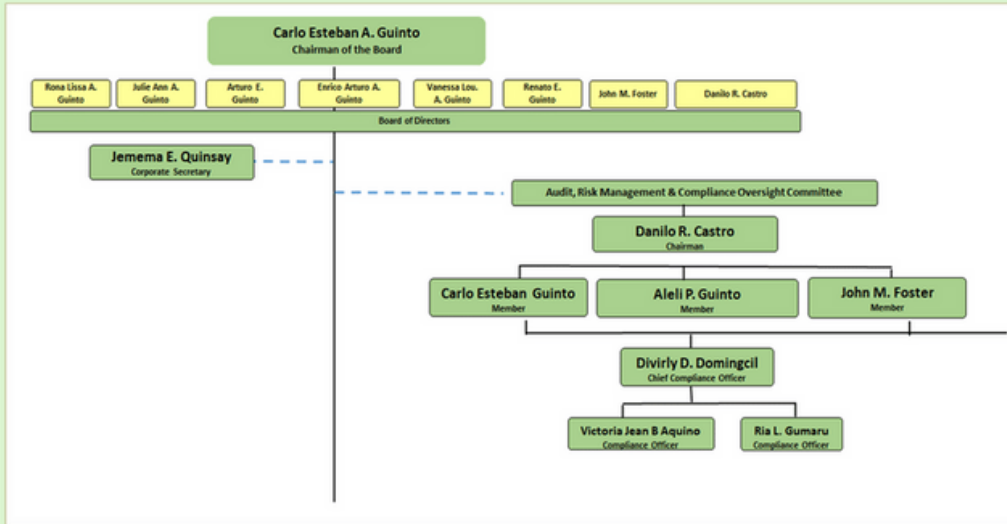 Carlo Esteban A. Guinto
Chairman of the Board
Rona Lissa A.
Guinto
Julie Ann A.
Guinto
Arturo E.
Guinto
Enrico Arturo A.
Guinto
Vanessa Lou.
A. Guinto
Renato E.
Guinto
John M. Foster
Danilo R. Castro
Board of Directors
Jemema E. Quinsay
Corporate Secretary
Audit, Risk Management & Compliance Oversight Committee
Danilo R. Castro
Chairman
Carlo Esteban Guinto
Member
Aleli P. Guinto
Member
John M. Foster
Member
Divirly D. Domingcil
Chief Compliance Officer
Victoria Jean B Aquino
Compliance Officer
Ria L. Gumaru
Compliance Officer